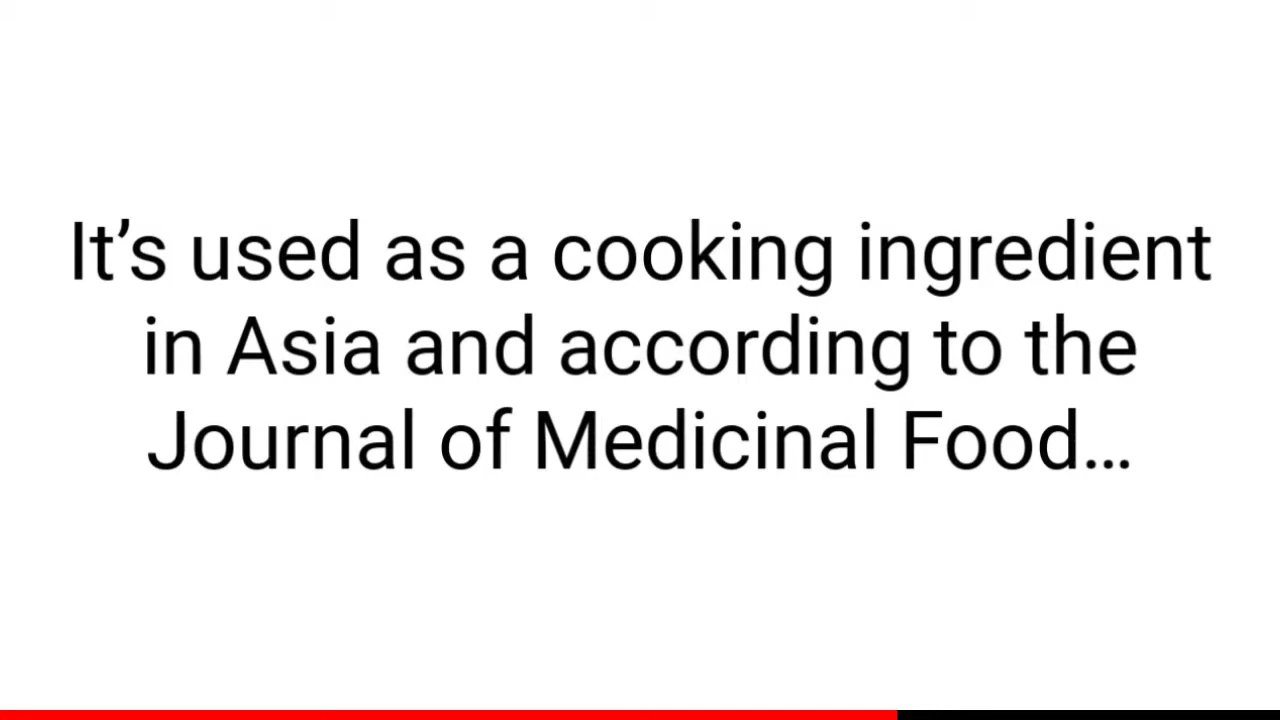 It’s used as a cooking ingredient
in Asia and according to the
Journal of Medicinal Food…